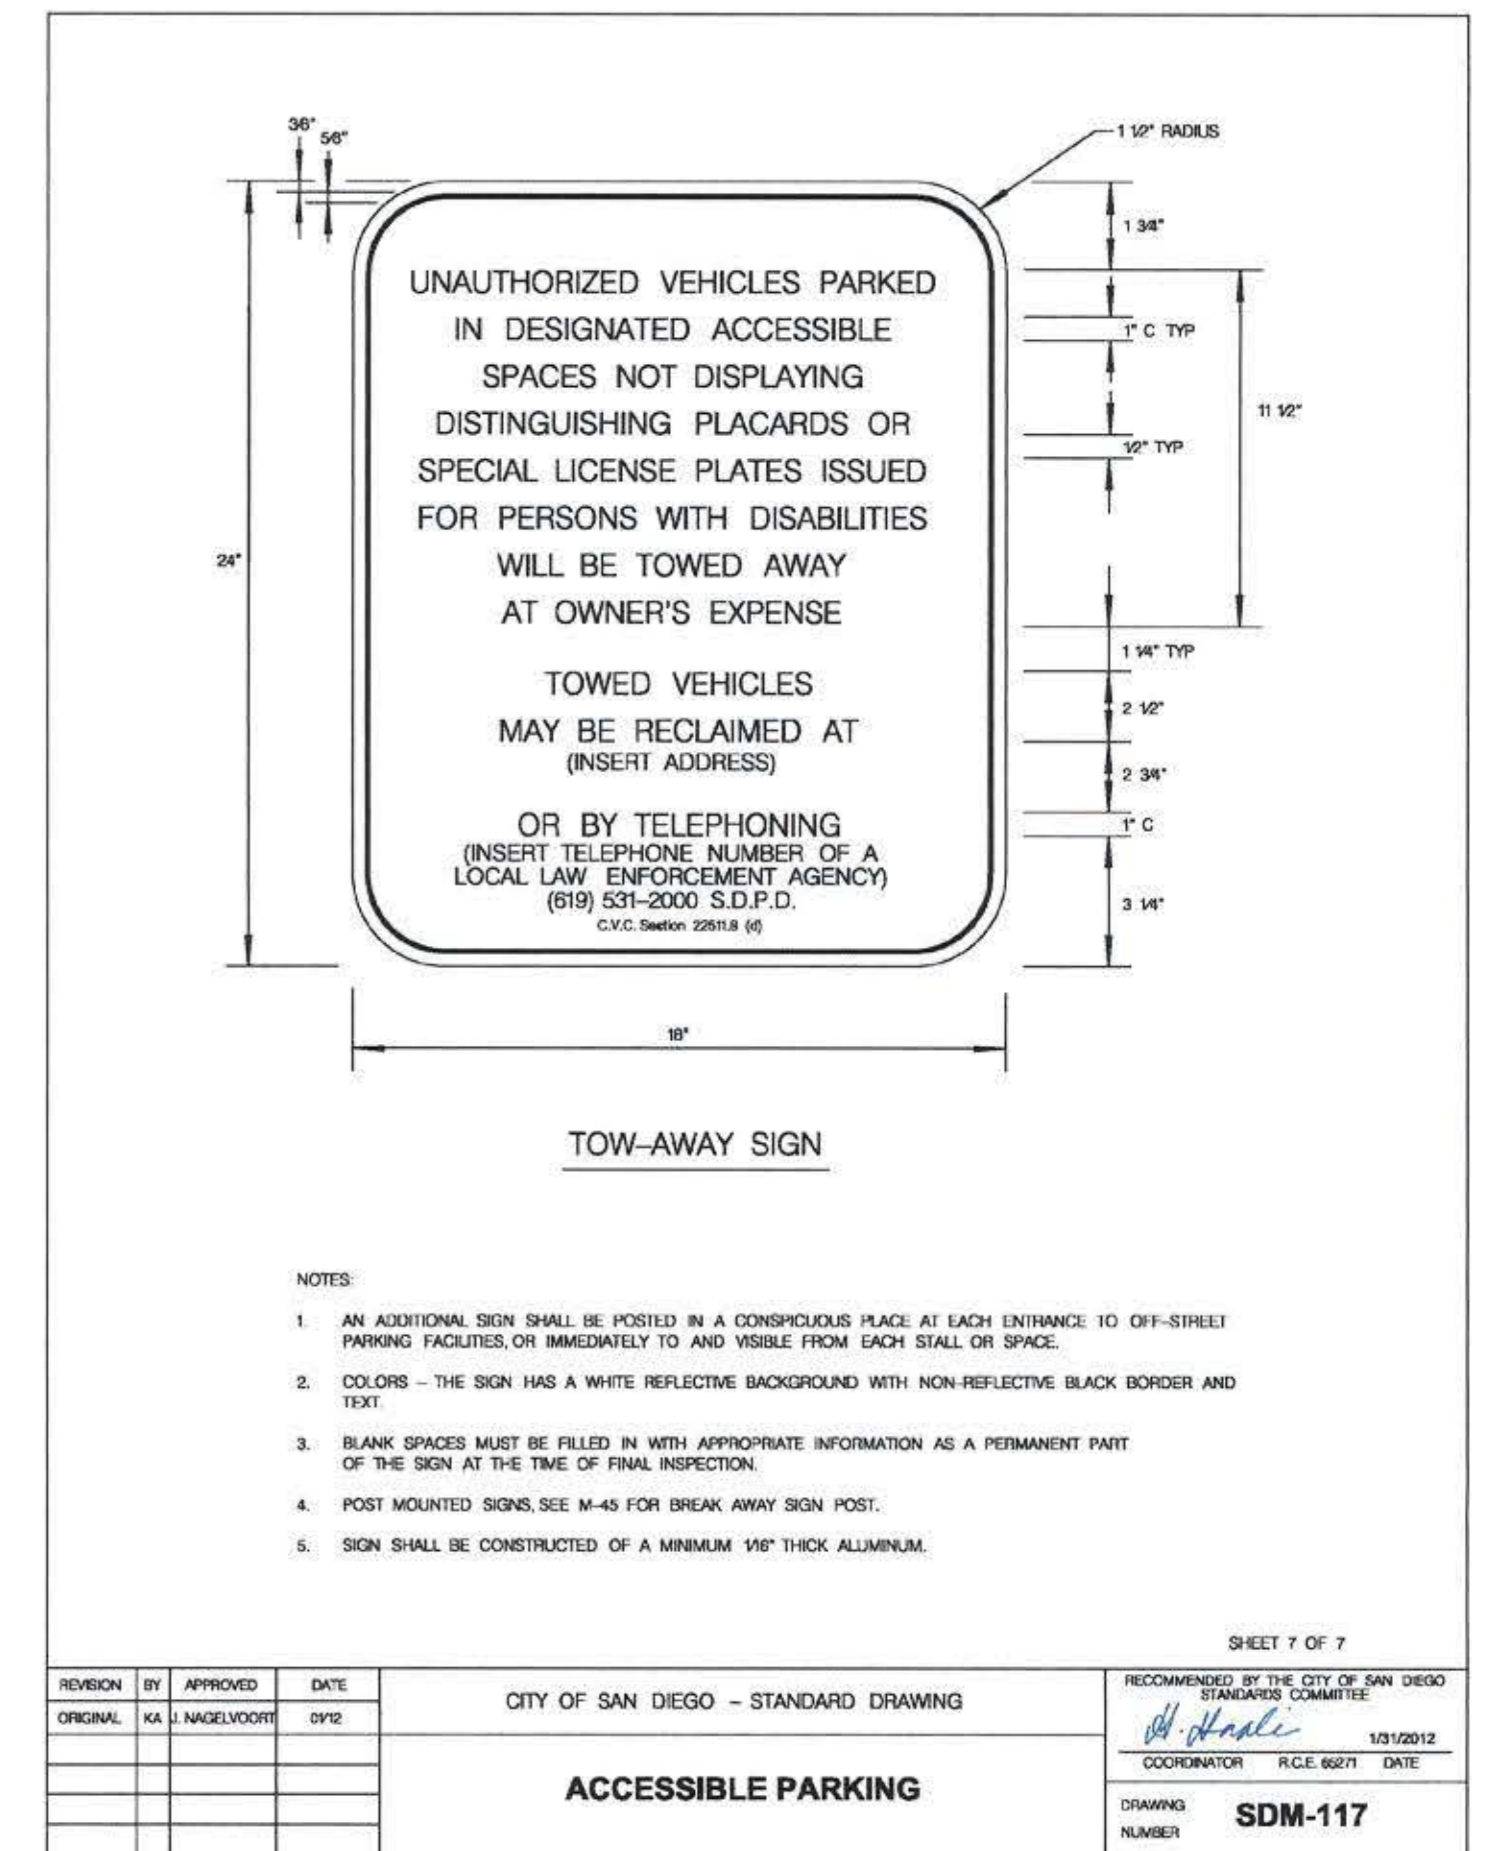 3⁄8"
5⁄8"
1 1⁄2" RADIUS
1 3⁄4"
UNAUTHORIZED VEHICLES PARKED
IN DESIGNATED ACCESSIBLE
1" C TYP
SPACES NOT DISPLAYING
DISTINGUISHING PLACARDS OR
11 1⁄2"
SPECIAL LICENSE PLATES ISSUED
1⁄2" TYP
FOR PERSONS WITH DISABILITIES
24"
WILL BE TOWED AWAY
AT OWNER'S EXPENSE
1 1⁄4" TYP
TOWED VEHICLES
2 1⁄2"
MAY BE RECLAIMED AT
(INSERT ADDRESS)
2 3⁄4"
OR BY TELEPHONING
1" C
(INSERT TELEPHONE NUMBER OF A
LOCAL LAW ENFORCEMENT AGENCY)
(619) 531-2000 S.D.P.D.
3 1⁄4"
C.V.C. Section 22511.8 (d)
18"
TOW-AWAY SIGN
NOTES:
1. AN ADDITIONAL SIGN SHALL BE POSTED IN A CONSPICUOUS PLACE AT EACH ENTRANCE TO OFF-STREET
PARKING FACILITIES, OR IMMEDIATELY TO AND VISIBLE FROM EACH STALL OR SPACE.
2. COLORS - THE SIGN HAS A WHITE REFLECTIVE BACKGROUND WITH NON-REFLECTIVE BLACK BORDER AND
TEXT.
3. BLANK SPACES MUST BE FILLED IN WITH APPROPRIATE INFORMATION AS A PERMANENT PART
OF THE SIGN AT THE TIME OF FINAL INSPECTION.
4. POST MOUNTED SIGNS, SEE M-45 FOR BREAK AWAY SIGN POST.
5. SIGN SHALL BE CONSTRUCTED OF A MINIMUM 1⁄16" THICK ALUMINUM.
SHEET 7 OF 7
REVISION BY APPROVED DATE
ORIGINAL KA J. NAGELVOORT 01/12
CITY OF SAN DIEGO - STANDARD DRAWING
ACCESSIBLE PARKING
RECOMMENDED BY THE CITY OF SAN DIEGO
STANDARDS COMMITTEE
1/31/2012
COORDINATOR R.C.E. 65271 DATE
DRAWING
NUMBER
SDM-117